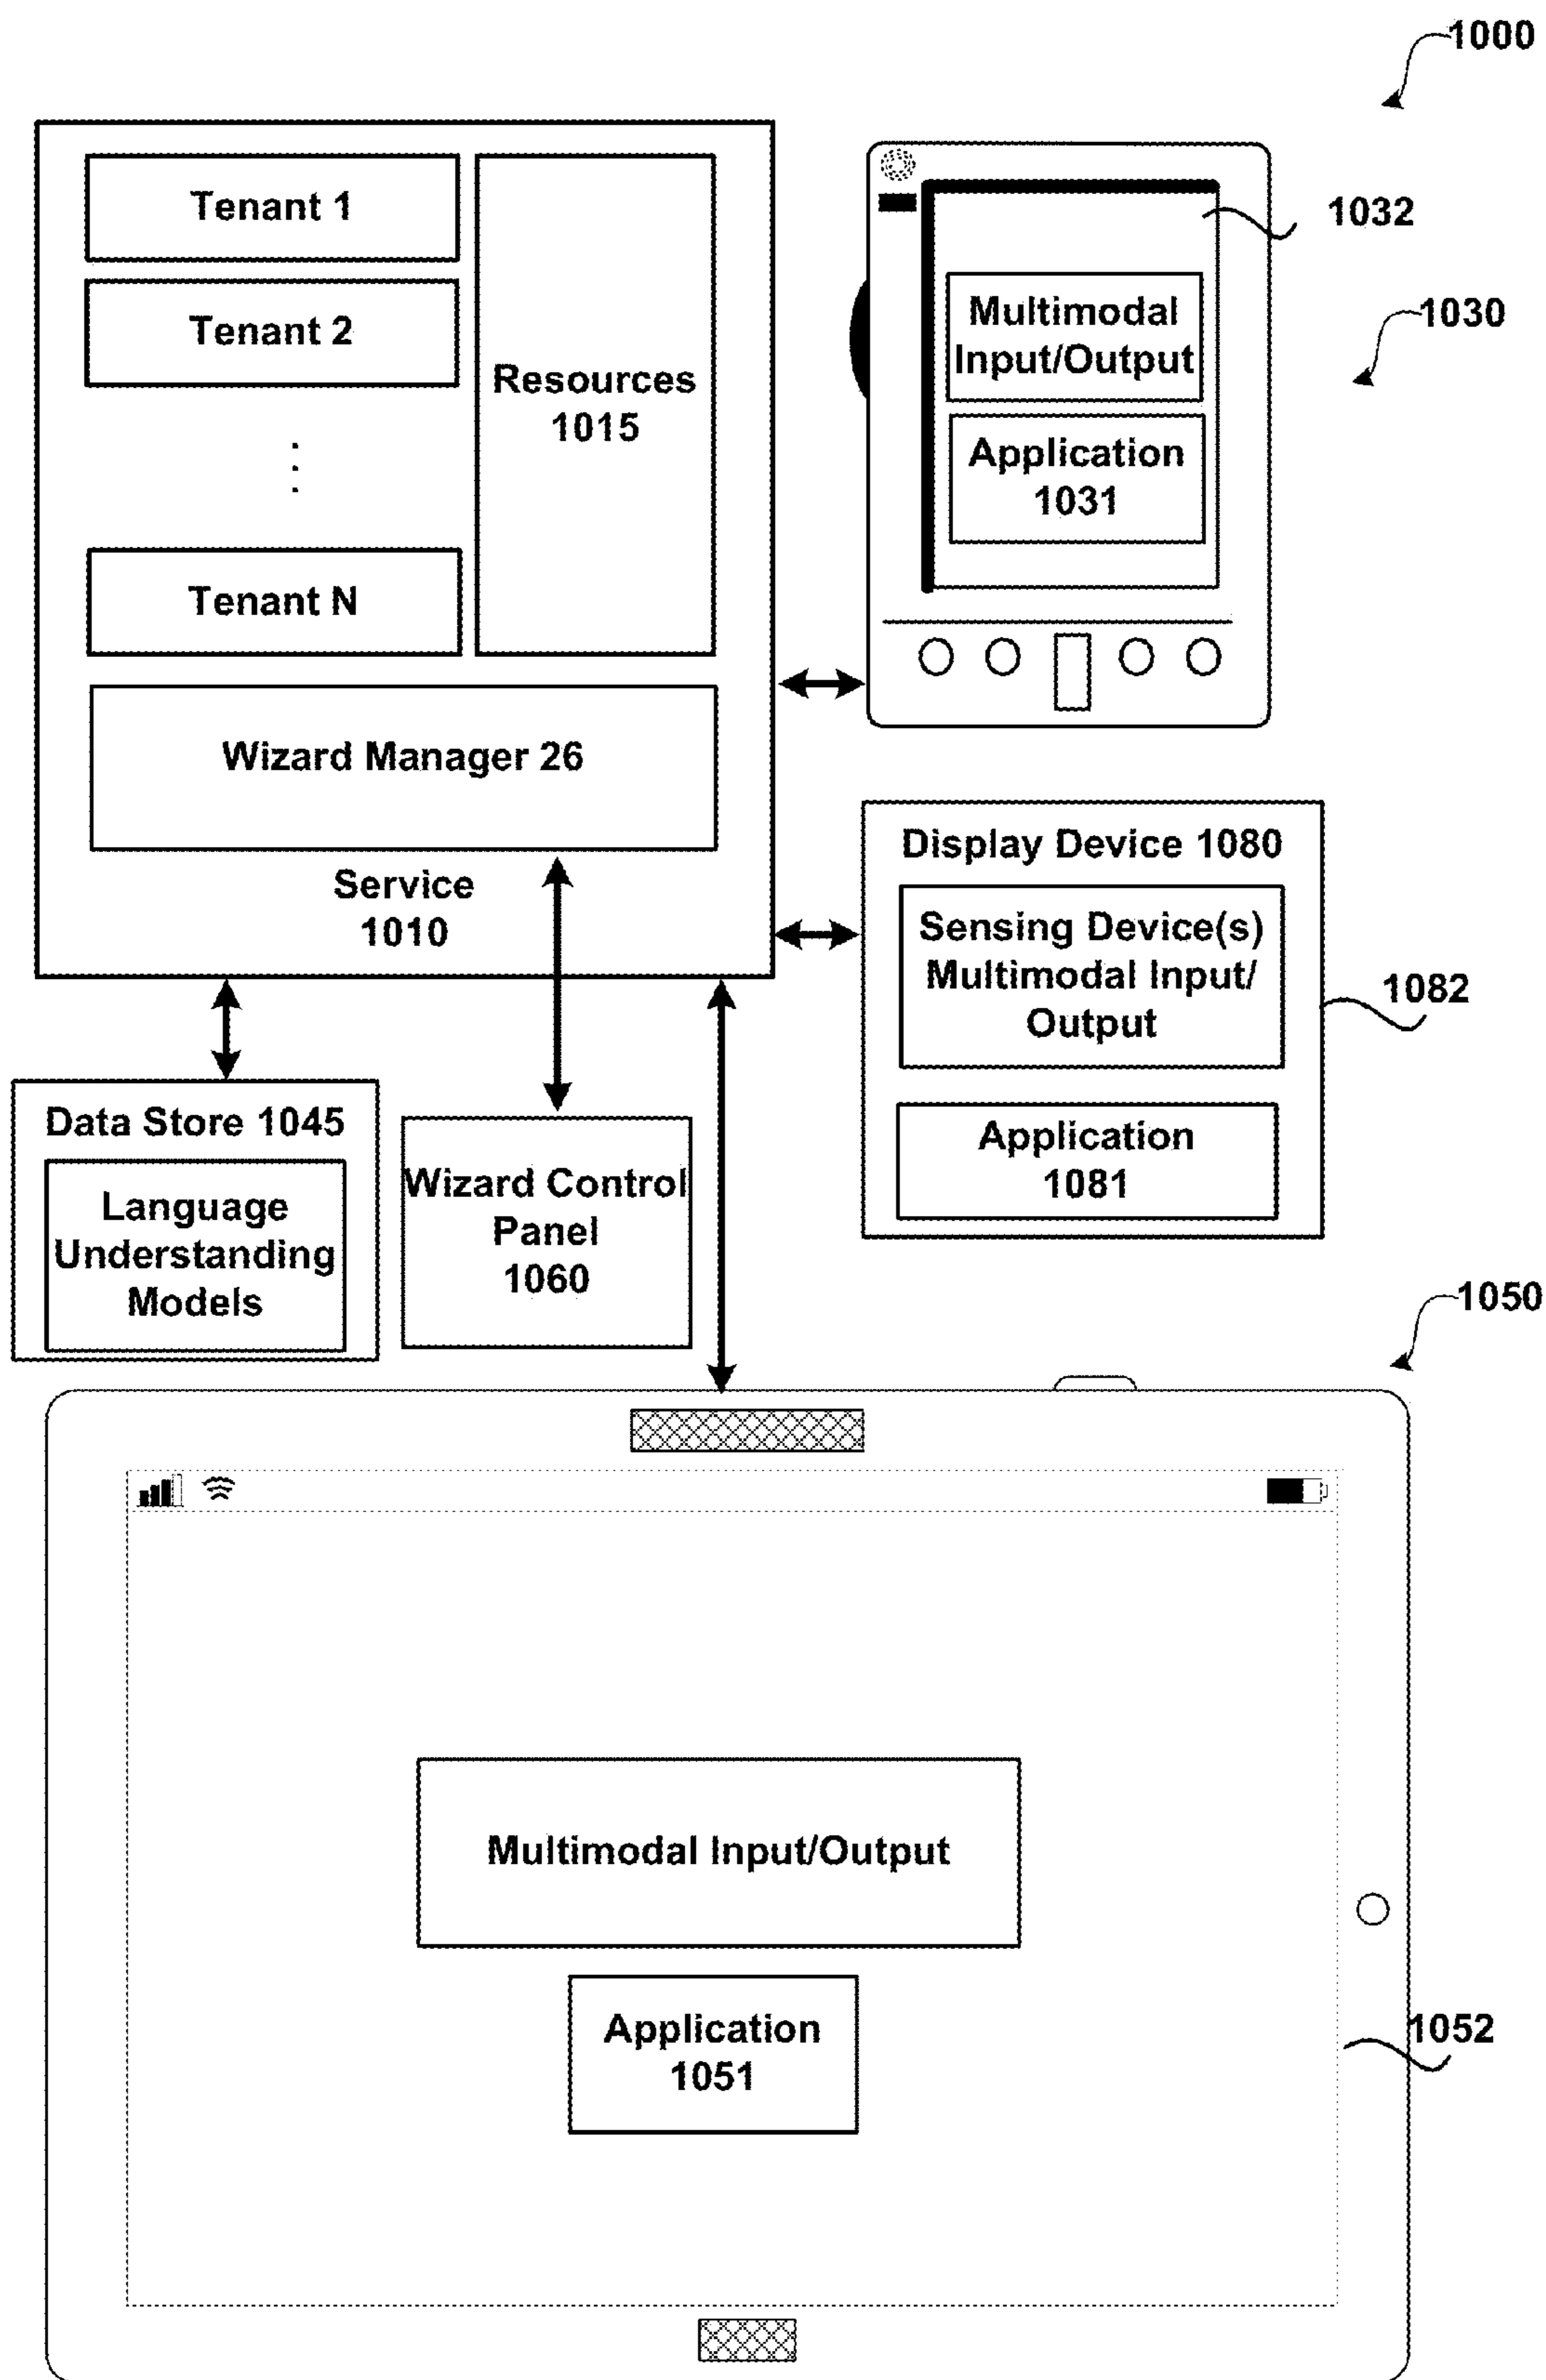 1000
Tenant 1
Tenant 2
.
.
.
Tenant N
Resources
1015
Wizard Manager 26
Service
1010
1032
1030
Multimodal
Input/Output
Application
1031
Display Device 1080
Sensing Device(s)
Multimodal Input/
Output
1082
Application
1081
Data Store 1045
Language
Understanding
Models
Wizard Control
Panel
1060
1050
Multimodal Input/Output
Application
1051
1052